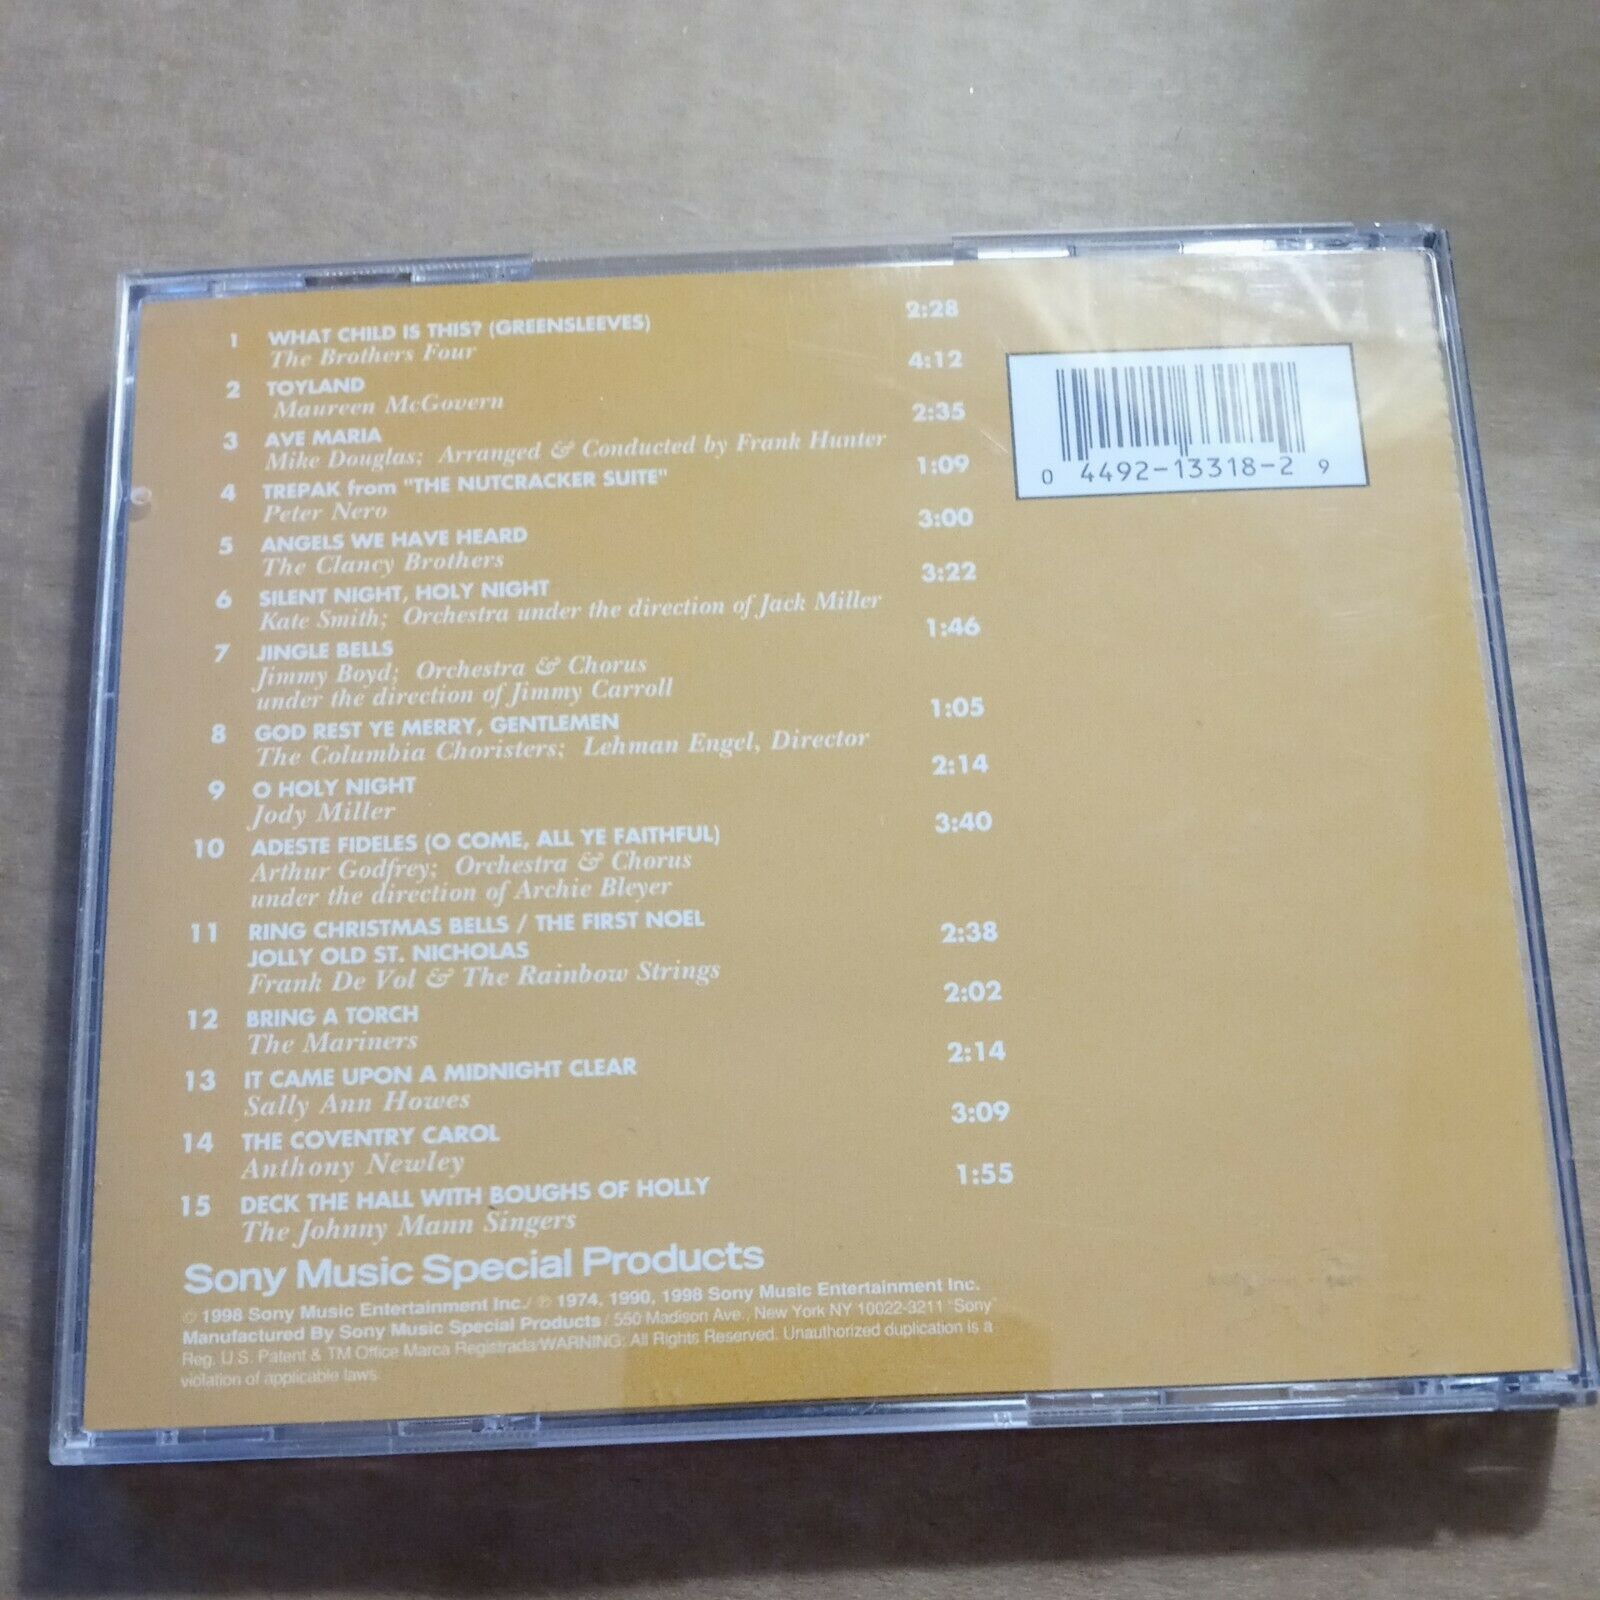 1 WHAT CHILD IS THIS? (GREENSLEEVES) 2:28
The Brothers Four
2 TOYLAND 4:12
Maureen McGovern
3 AVE MARIA 2:35
Mike Douglas; Arranged & Conducted by Frank Hunter
4 TREPAK from "THE NUTCRACKER SUITE" 1:09
Peter Nero
5 ANGELS WE HAVE HEARD 3:00
The Clancy Brothers
6 SILENT NIGHT, HOLY NIGHT 3:22
Kate Smith; Orchestra under the direction of Jack Miller
7 JINGLE BELLS 1:46
Jimmy Boyd; Orchestra & Chorus
under the direction of Jimmy Carroll
8 GOD REST YE MERRY, GENTLEMEN 1:05
The Columbia Choristers; Lehman Engel, Director
9 O HOLY NIGHT 2:14
Jody Miller
10 ADESTE FIDELES (O COME, ALL YE FAITHFUL) 3:40
Arthur Godfrey; Orchestra & Chorus
under the direction of Archie Bleyer
11 RING CHRISTMAS BELLS / THE FIRST NOEL
JOLLY OLD ST. NICHOLAS 2:38
Frank De Vol & The Rainbow Strings
12 BRING A TORCH 2:02
The Mariners
13 IT CAME UPON A MIDNIGHT CLEAR 2:14
Sally Ann Howes
14 THE COVENTRY CAROL 3:09
Anthony Newley
15 DECK THE HALL WITH BOUGHS OF HOLLY 1:55
The Johnny Mann Singers
Sony Music Special Products
© 1998 Sony Music Entertainment Inc./ ℗ 1974, 1990, 1998 Sony Music Entertainment Inc.
Manufactured By Sony Music Special Products / 550 Madison Ave., New York NY 10022-3211 "Sony"
Reg. U.S. Patent & TM Office Marca Registrada/WARNING: All Rights Reserved. Unauthorized duplication is a
violation of applicable laws.
0 4492-13318-2 9